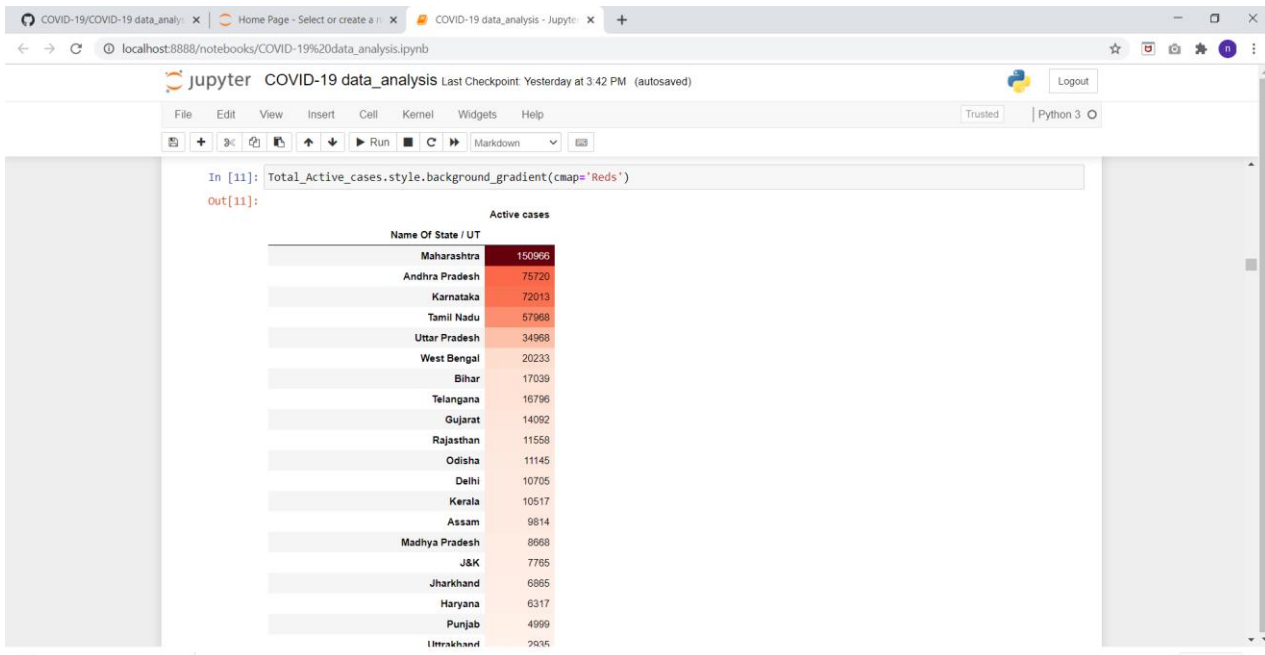 COVID-19/COVID-19 data_analys
Home Page - Select or create a n
COVID-19 data_analysis - Jupyter
localhost:8888/notebooks/COVID-19%20data_analysis.ipynb
n
jupyter COVID-19 data_analysis Last Checkpoint: Yesterday at 3:42 PM (autosaved)
Logout
File Edit View Insert Cell Kernel Widgets Help
Trusted
Python 3
Run
Markdown
In [11]: Total_Active_cases.style.background_gradient(cmap='Reds')
Out[11]:
Active cases
Name Of State / UT
Maharashtra 150966
Andhra Pradesh 75720
Karnataka 72013
Tamil Nadu 57968
Uttar Pradesh 34968
West Bengal 20233
Bihar 17039
Telangana 16796
Gujarat 14092
Rajasthan 11558
Odisha 11145
Delhi 10705
Kerala 10517
Assam 9814
Madhya Pradesh 8668
J&K 7765
Jharkhand 6865
Haryana 6317
Punjab 4999
Uttrakhand 2935